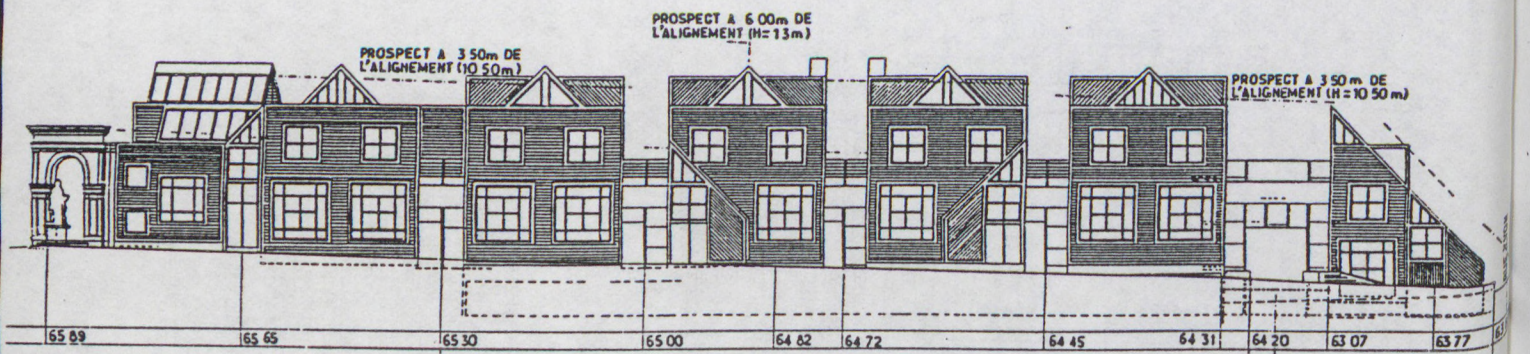 PROSPECT A 6 00m DE
L'ALIGNEMENT (H=13m)
PROSPECT A 3 50m DE
L'ALIGNEMENT (10 50m)
PROSPECT A 3 50 m DE
L'ALIGNEMENT (H=10 50m)
65 89
65 65
65 30
65 00
64 82
64 72
64 45
64 31
64 20
63 07
63 77